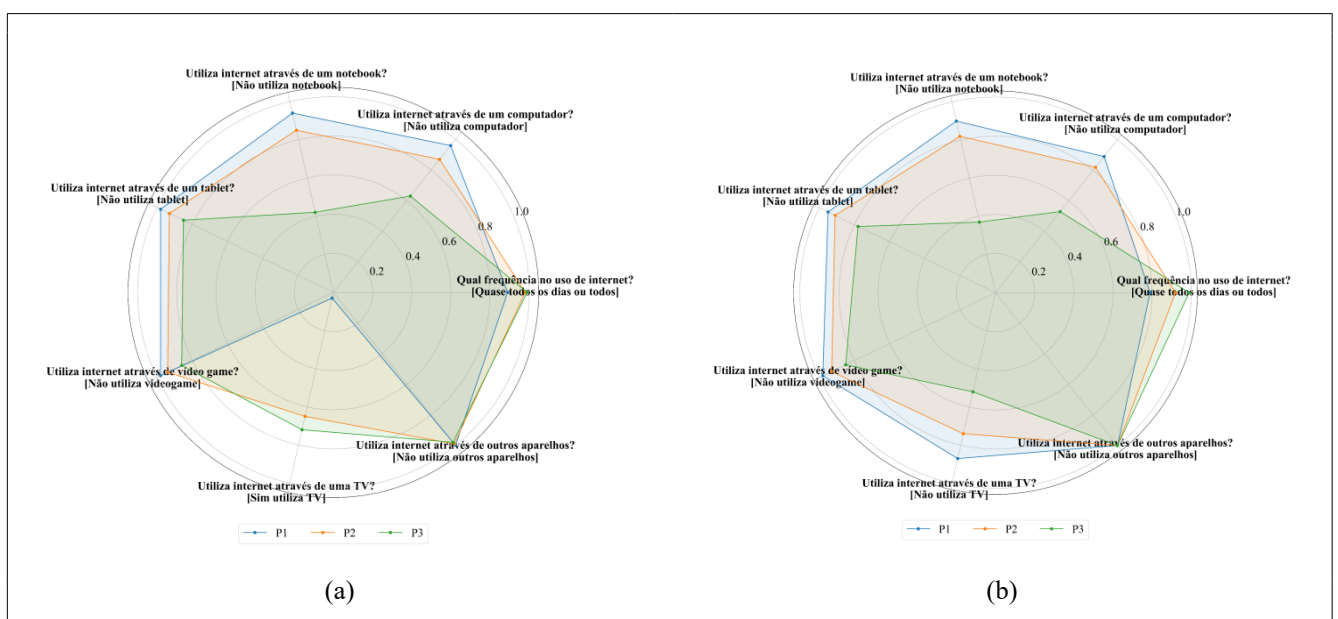 Utiliza internet através de um notebook?
[Não utiliza notebook]
Utiliza internet através de um computador?
[Não utiliza computador]
Utiliza internet através de um tablet?
[Não utiliza tablet]
1.0
0.8
0.6
0.4
0.2
Qual frequência no uso de internet?
[Quase todos os dias ou todos]
Utiliza internet através de vídeo game?
[Não utiliza videogame]
Utiliza internet através de outros aparelhos?
[Não utiliza outros aparelhos]
Utiliza internet através de uma TV?
[Sim utiliza TV]
P1 P2 P3
(a)
Utiliza internet através de um notebook?
[Não utiliza notebook]
Utiliza internet através de um computador?
[Não utiliza computador]
Utiliza internet através de um tablet?
[Não utiliza tablet]
1.0
0.8
0.6
0.4
0.2
Qual frequência no uso de internet?
[Quase todos os dias ou todos]
Utiliza internet através de vídeo game?
[Não utiliza videogame]
Utiliza internet através de outros aparelhos?
[Não utiliza outros aparelhos]
Utiliza internet através de uma TV?
[Não utiliza TV]
P1 P2 P3
(b)